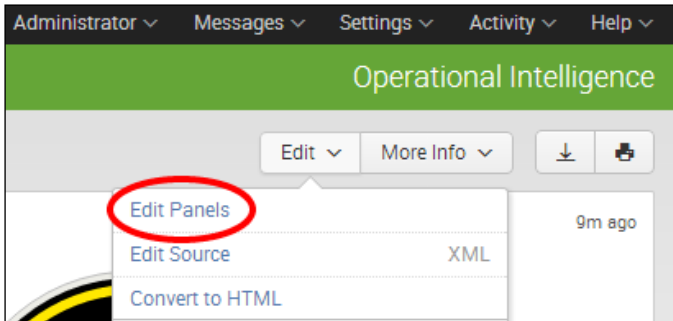 Administrator Messages Settings Activity Help
Operational Intelligence
Edit More Info
Edit Panels
9m ago
Edit Source XML
Convert to HTML